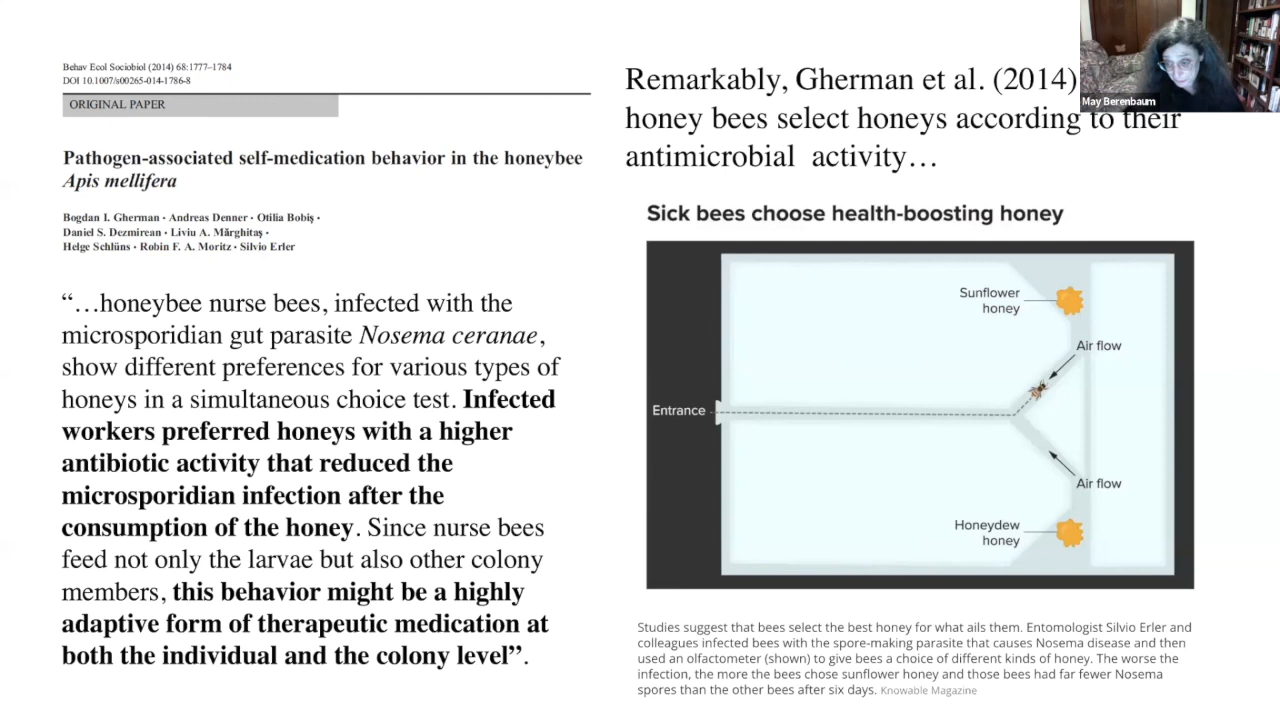 Behav Ecol Sociobiol (2014) 68:1777–1784
DOI 10.1007/s00265-014-1786-8
ORIGINAL PAPER
Pathogen-associated self-medication behavior in the honeybee
Apis mellifera
Bogdan I. Gherman · Andreas Denner · Otilia Bobiş ·
Daniel S. Dezmirean · Liviu A. Mărghitaş ·
Helge Schlüns · Robin F. A. Moritz · Silvio Erler
“…honeybee nurse bees, infected with the
microsporidian gut parasite Nosema ceranae,
show different preferences for various types of
honeys in a simultaneous choice test. Infected
workers preferred honeys with a higher
antibiotic activity that reduced the
microsporidian infection after the
consumption of the honey. Since nurse bees
feed not only the larvae but also other colony
members, this behavior might be a highly
adaptive form of therapeutic medication at
both the individual and the colony level”.
Remarkably, Gherman et al. (2014)
honey bees select honeys according to their
antimicrobial activity…
May Berenbaum
Sick bees choose health-boosting honey
Sunflower
honey
Air flow
Entrance
Air flow
Honeydew
honey
Studies suggest that bees select the best honey for what ails them. Entomologist Silvio Erler and
colleagues infected bees with the spore-making parasite that causes Nosema disease and then
used an olfactometer (shown) to give bees a choice of different kinds of honey. The worse the
infection, the more the bees chose sunflower honey and those bees had far fewer Nosema
spores than the other bees after six days. Knowable Magazine